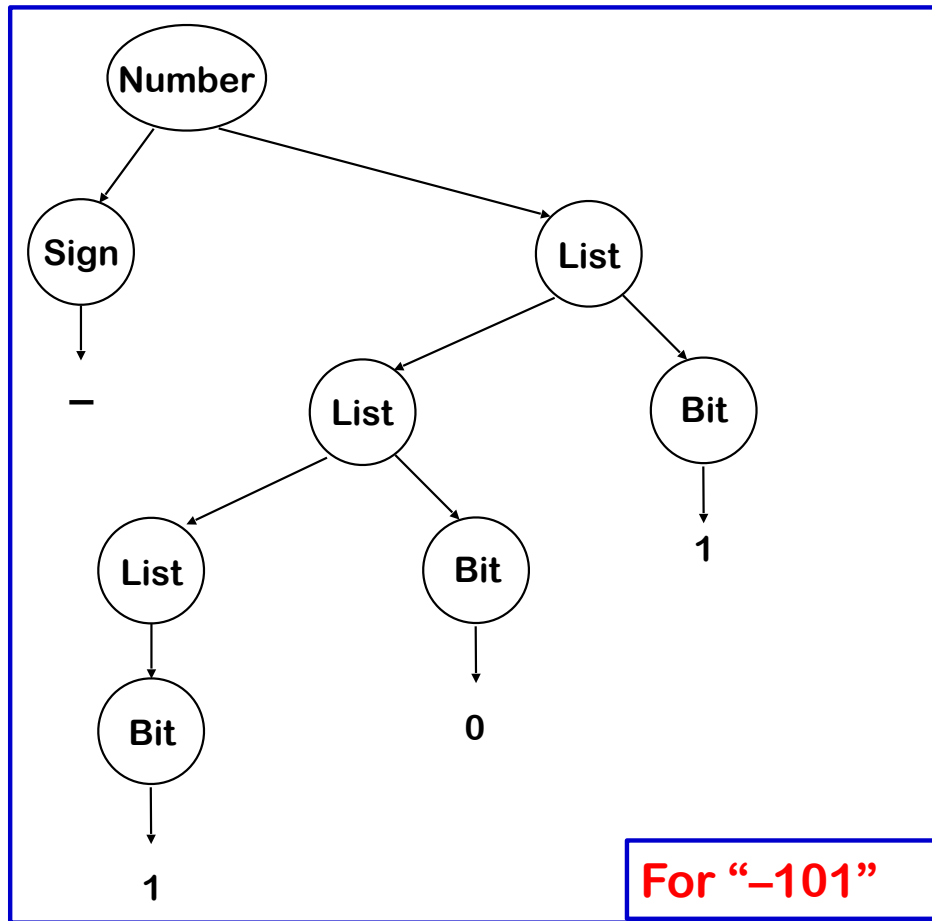 Number
Sign
List
–
List
Bit
List
Bit
1
Bit
0
1
For “–101”